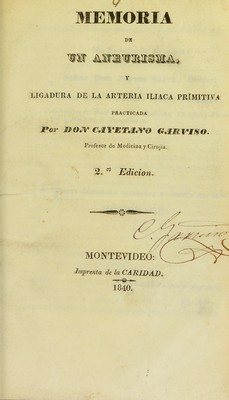 MEMORIA
DE
UN ANEURISMA,
Y
LIGADURA DE LA ARTERIA ILIACA PRIMITIVA
PRACTICADA
Por DON CAYETANO GARVISO.
Profesor de Medicina y Cirujia.
2.ª Edicion.
C. Garviso
MONTEVIDEO:
Imprenta de la CARIDAD.
1840.